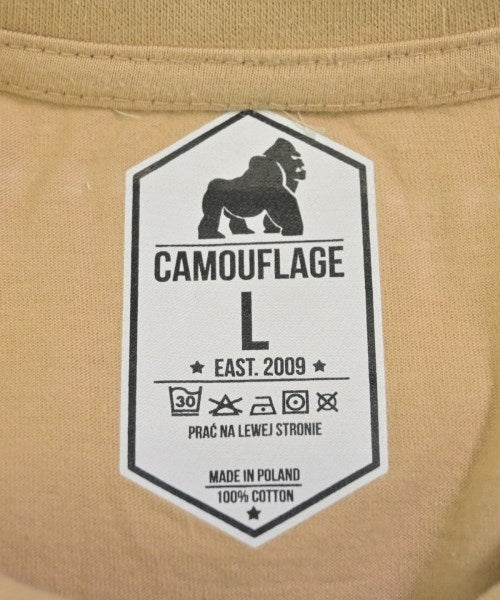 CAMOUFLAGE
L
★ EAST. 2009 ★
30
PRAĆ NA LEWEJ STRONIE
MADE IN POLAND
100% COTTON